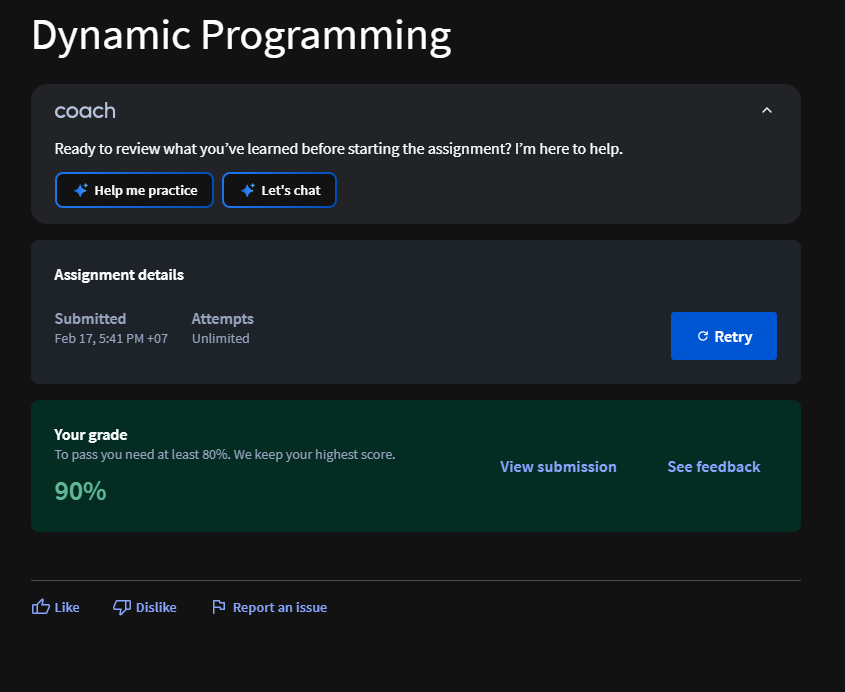 Dynamic Programming
coach
Ready to review what you’ve learned before starting the assignment? I’m here to help.
Help me practice
Let's chat
Assignment details
Submitted
Feb 17, 5:41 PM +07
Attempts
Unlimited
Retry
Your grade
To pass you need at least 80%. We keep your highest score.
90%
View submission
See feedback
Like
Dislike
Report an issue